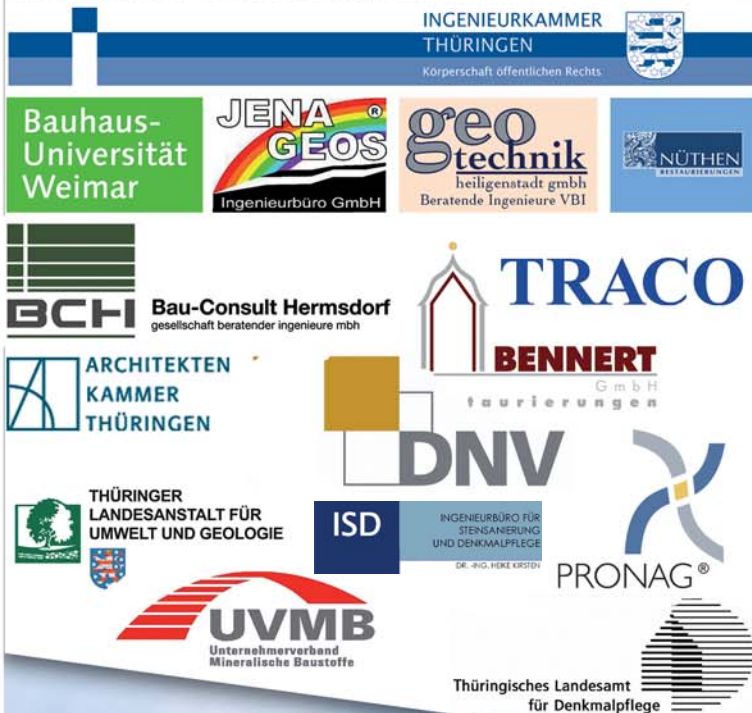 INGENIEURKAMMER
THÜRINGEN
Körperschaft öffentlichen Rechts
Bauhaus-
Universität
Weimar
JENA ®
GEOS
Ingenieurbüro GmbH
geo
technik
heiligenstadt gmbh
Beratende Ingenieure VBI
NÜTHEN
RESTAURIERUNGEN
BCH
Bau-Consult Hermsdorf
gesellschaft beratender ingenieure mbh
TRACO
BENNERT
GmbH
taurierungen
ARCHITEKTEN
KAMMER
THÜRINGEN
DNV
THÜRINGER
LANDESANSTALT FÜR
UMWELT UND GEOLOGIE
ISD
INGENIEURBÜRO FÜR
STEINSANIERUNG
UND DENKMALPFLEGE
DR. -ING. HEIKE KIRSTEN
PRONAG®
UVMB
Unternehmerverband
Mineralische Baustoffe
Thüringisches Landesamt
für Denkmalpflege